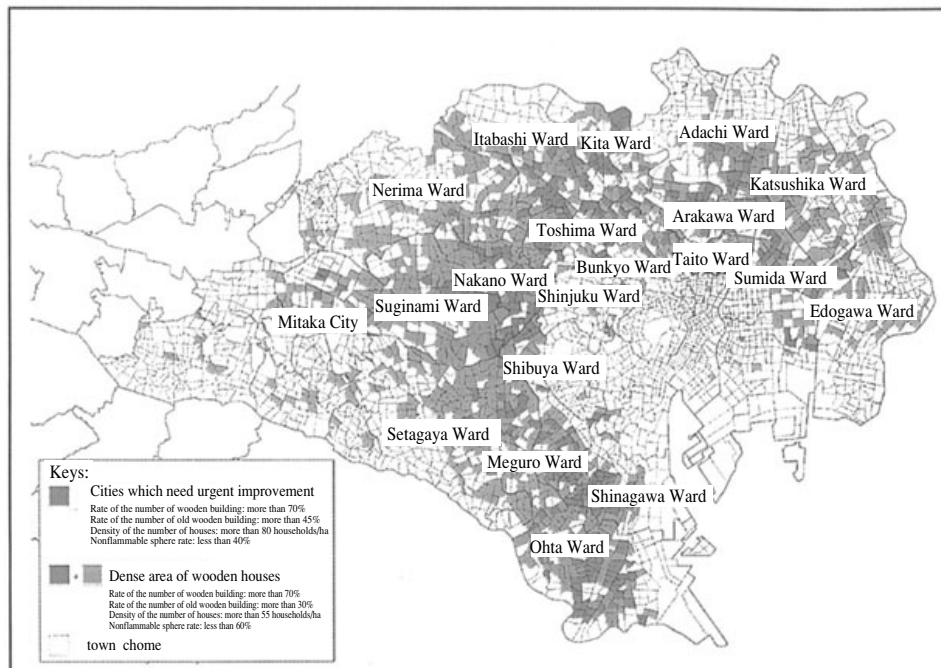 Adachi Ward
Itabashi Ward
Kita Ward
Nerima Ward
Katsushika Ward
Arakawa Ward
Toshima Ward
Taito Ward
Bunkyo Ward
Nakano Ward
Sumida Ward
Shinjuku Ward
Suginami Ward
Edogawa Ward
Mitaka City
Shibuya Ward
Setagaya Ward
Meguro Ward
Shinagawa Ward
Ohta Ward
Keys:
Cities which need urgent improvement
Rate of the number of wooden building: more than 70%
Rate of the number of old wooden building: more than 45%
Density of the number of houses: more than 80 households/ha
Nonflammable sphere rate: less than 40%
Dense area of wooden houses
Rate of the number of wooden building: more than 70%
Rate of the number of old wooden building: more than 30%
Density of the number of houses: more than 55 households/ha
Nonflammable sphere rate: less than 60%
town chome